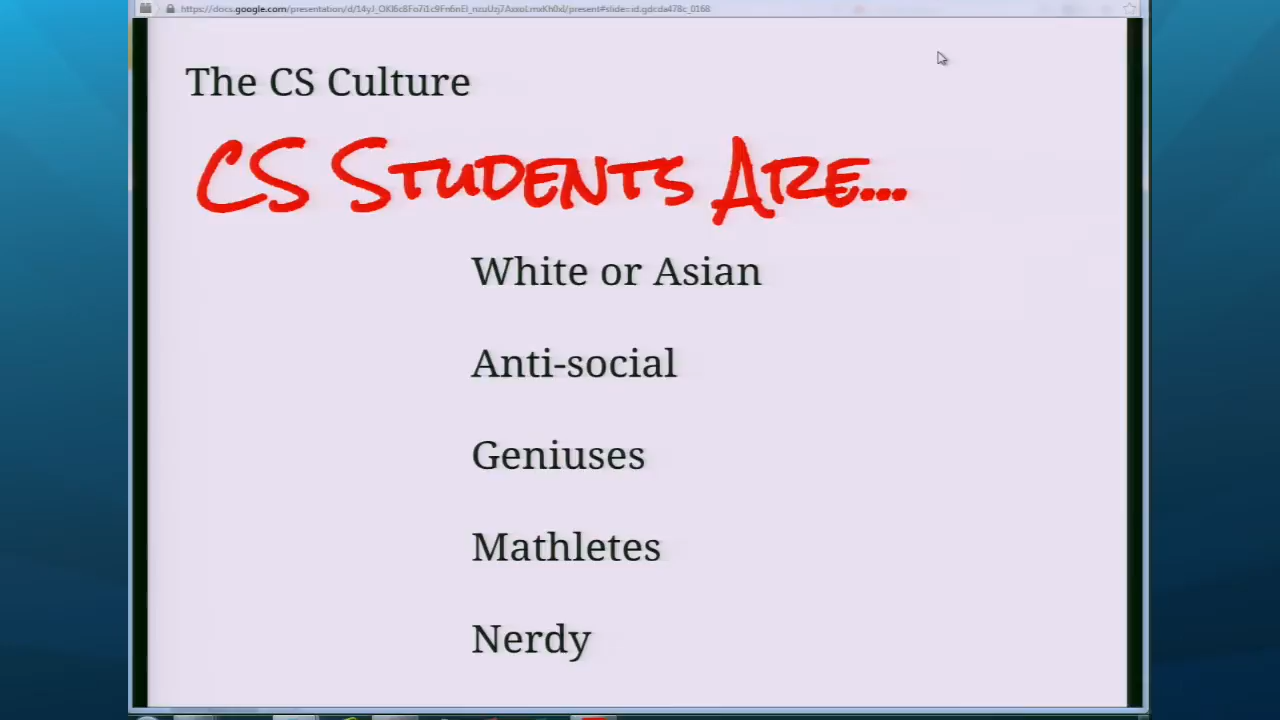 The CS Culture
CS Students Are...
White or Asian
Anti-social
Geniuses
Mathletes
Nerdy